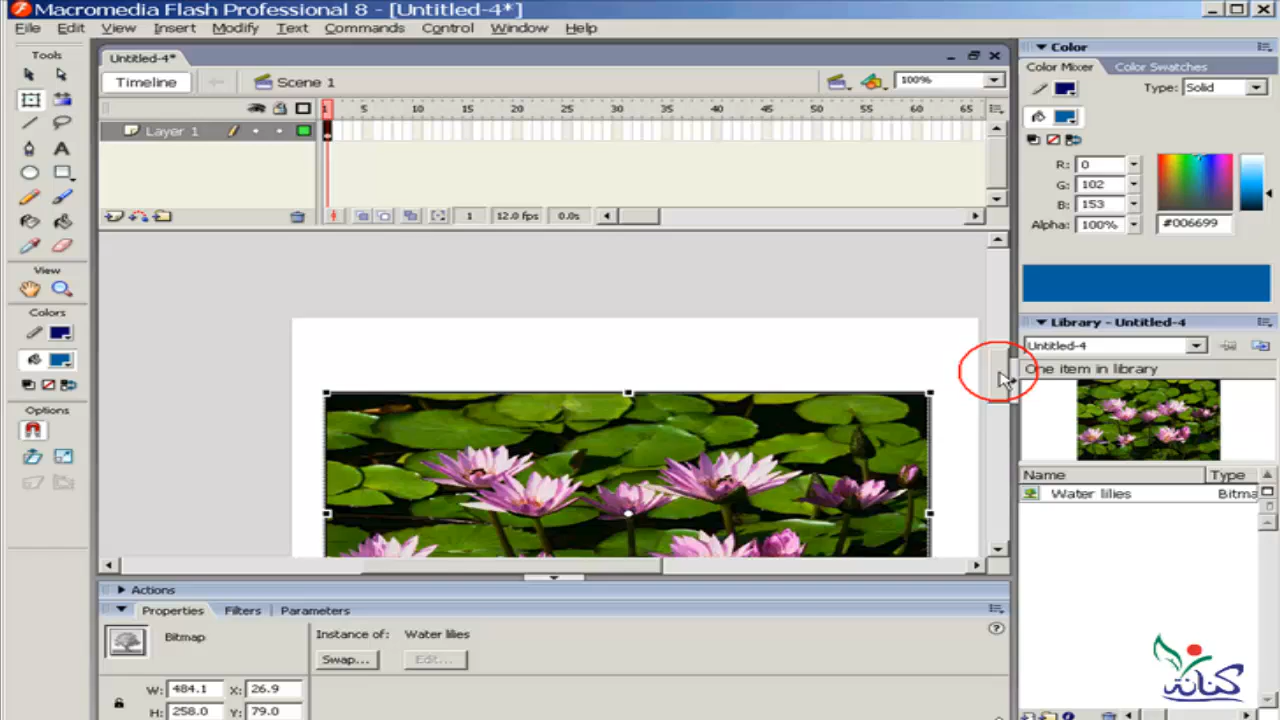 Macromedia Flash Professional 8 - [Untitled-4*]
File Edit View Insert Modify Text Commands Control Window Help
Tools
View
Colors
Options
Untitled-4*
Timeline
Scene 1
100%
1 5 10 15 20 25 30 35 40 45 50 55 60 65
Layer 1
1 12.0 fps 0.0s
Color
Color Mixer Color Swatches
Type: Solid
R: 0
G: 102
B: 153
Alpha: 100% #006699
Library - Untitled-4
Untitled-4
One item in library
Name Type
Water lilies Bitma
Actions
Properties Filters Parameters
Bitmap
Instance of: Water lilies
Swap... Edit...
W: 484.1 X: 26.9
H: 258.0 Y: 79.0
كنانة